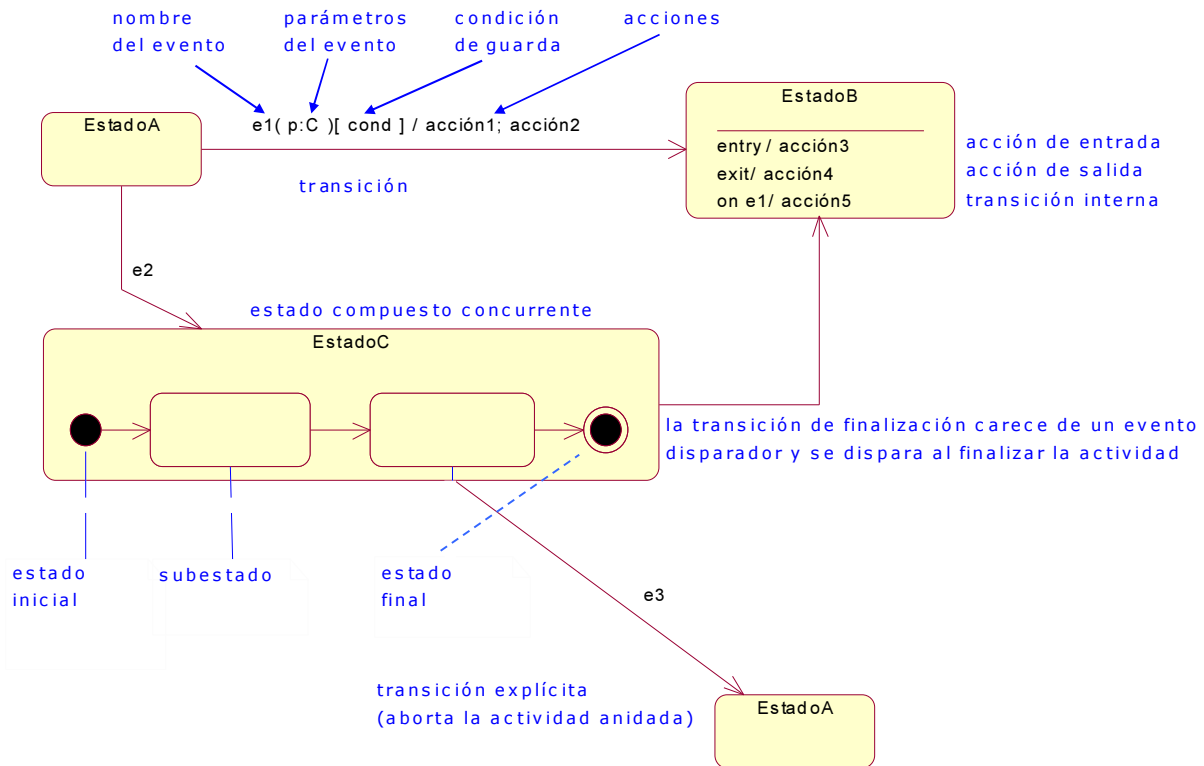 nombre
del evento
parámetros
del evento
condición
de guarda
acciones
e1( p:C )[ cond ] / acción1; acción2
EstadoA
transición
EstadoB
entry / acción3
exit/ acción4
on e1/ acción5
acción de entrada
acción de salida
transición interna
e2
estado compuesto concurrente
EstadoC
la transición de finalización carece de un evento
disparador y se dispara al finalizar la actividad
estado
inicial
subestado
estado
final
e3
transición explícita
(aborta la actividad anidada)
EstadoA